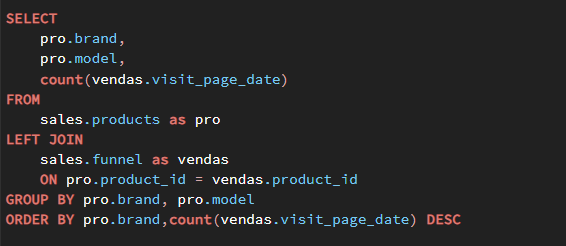 SELECT
pro.brand,
pro.model,
count(vendas.visit_page_date)
FROM
sales.products as pro
LEFT JOIN
sales.funnel as vendas
ON pro.product_id = vendas.product_id
GROUP BY pro.brand, pro.model
ORDER BY pro.brand,count(vendas.visit_page_date) DESC